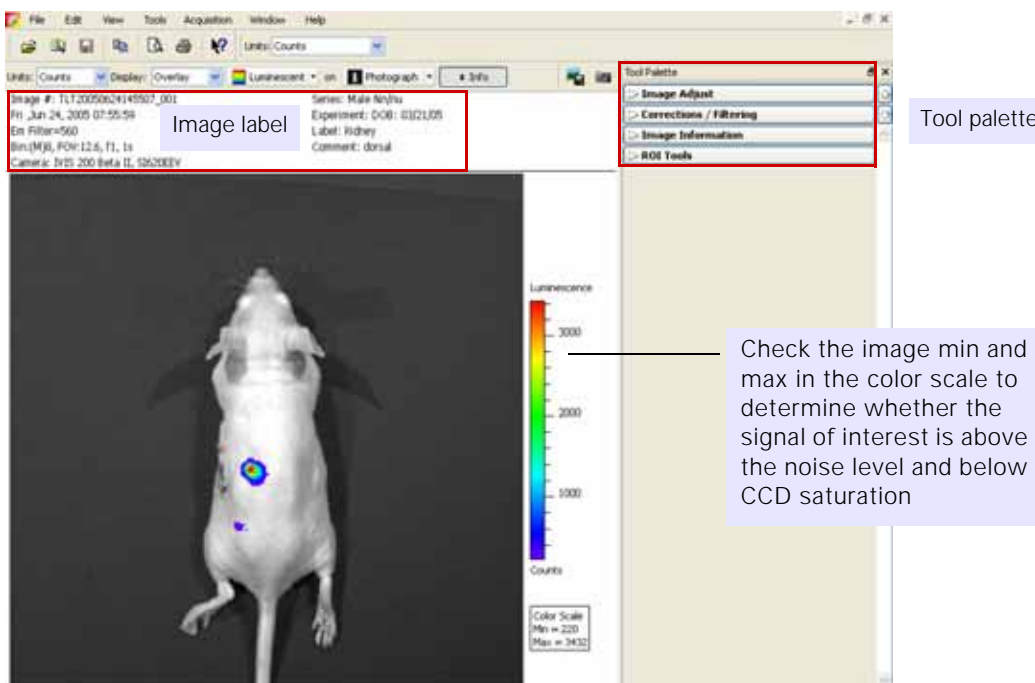 File Edit View Tools Acquisition Window Help
Units: Counts
Units: Counts Display: Overlay Luminescent on Photograph Info
Tool Palette
Image Adjust
Corrections / Filtering
Image Information
ROI Tools
Tool palette
Image #: TLT20050624145507_001
Series: Male Nn/nu
Fri ,Jun 24, 2005 07:55:59
Experiment: DOB: 03/21/05
Em Filter=560
Label: Kidney
Bin:(M)8, FOV:12.6, f1, 1s
Comment: dorsal
Camera: IVIS 200 Beta II, SI620EEV
Image label
Luminescence
3000
2000
1000
Counts
Color Scale
Min = 220
Max = 3432
Check the image min and
max in the color scale to
determine whether the
signal of interest is above
the noise level and below
CCD saturation